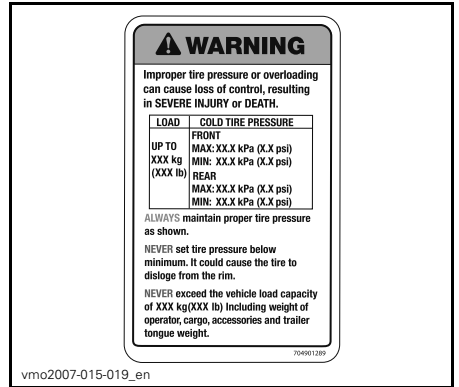 WARNING
Improper tire pressure or overloading
can cause loss of control, resulting
in SEVERE INJURY or DEATH.
LOAD COLD TIRE PRESSURE
UP TO
XXX kg
(XXX lb)
FRONT
MAX: XX.X kPa (X.X psi)
MIN: XX.X kPa (X.X psi)
REAR
MAX: XX.X kPa (X.X psi)
MIN: XX.X kPa (X.X psi)
ALWAYS maintain proper tire pressure
as shown.
NEVER set tire pressure below
minimum. It could cause the tire to
disloge from the rim.
NEVER exceed the vehicle load capacity
of XXX kg(XXX lb) Including weight of
operator, cargo, accessories and trailer
tongue weight.
704901289
vmo2007-015-019_en